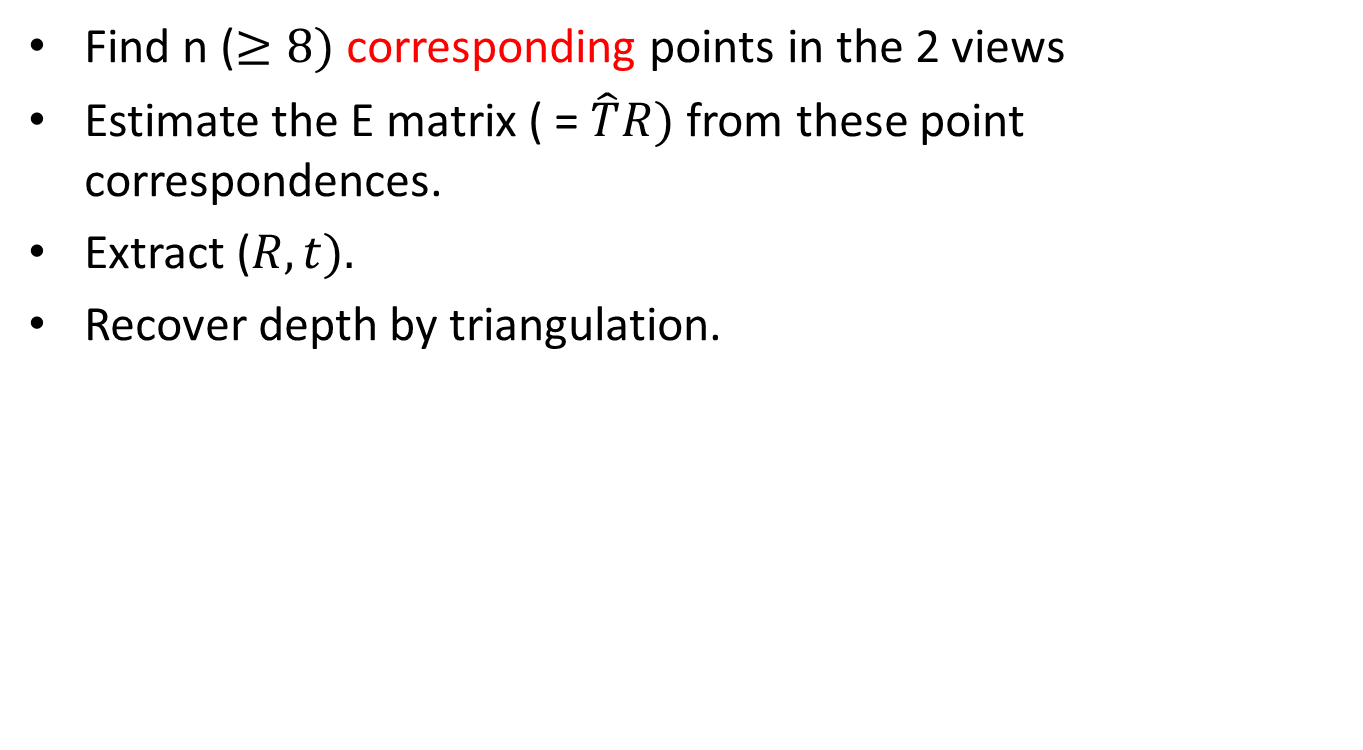 • Find n (≥ 8) corresponding points in the 2 views
• Estimate the E matrix ( = T̂R) from these point
correspondences.
• Extract (R, t).
• Recover depth by triangulation.